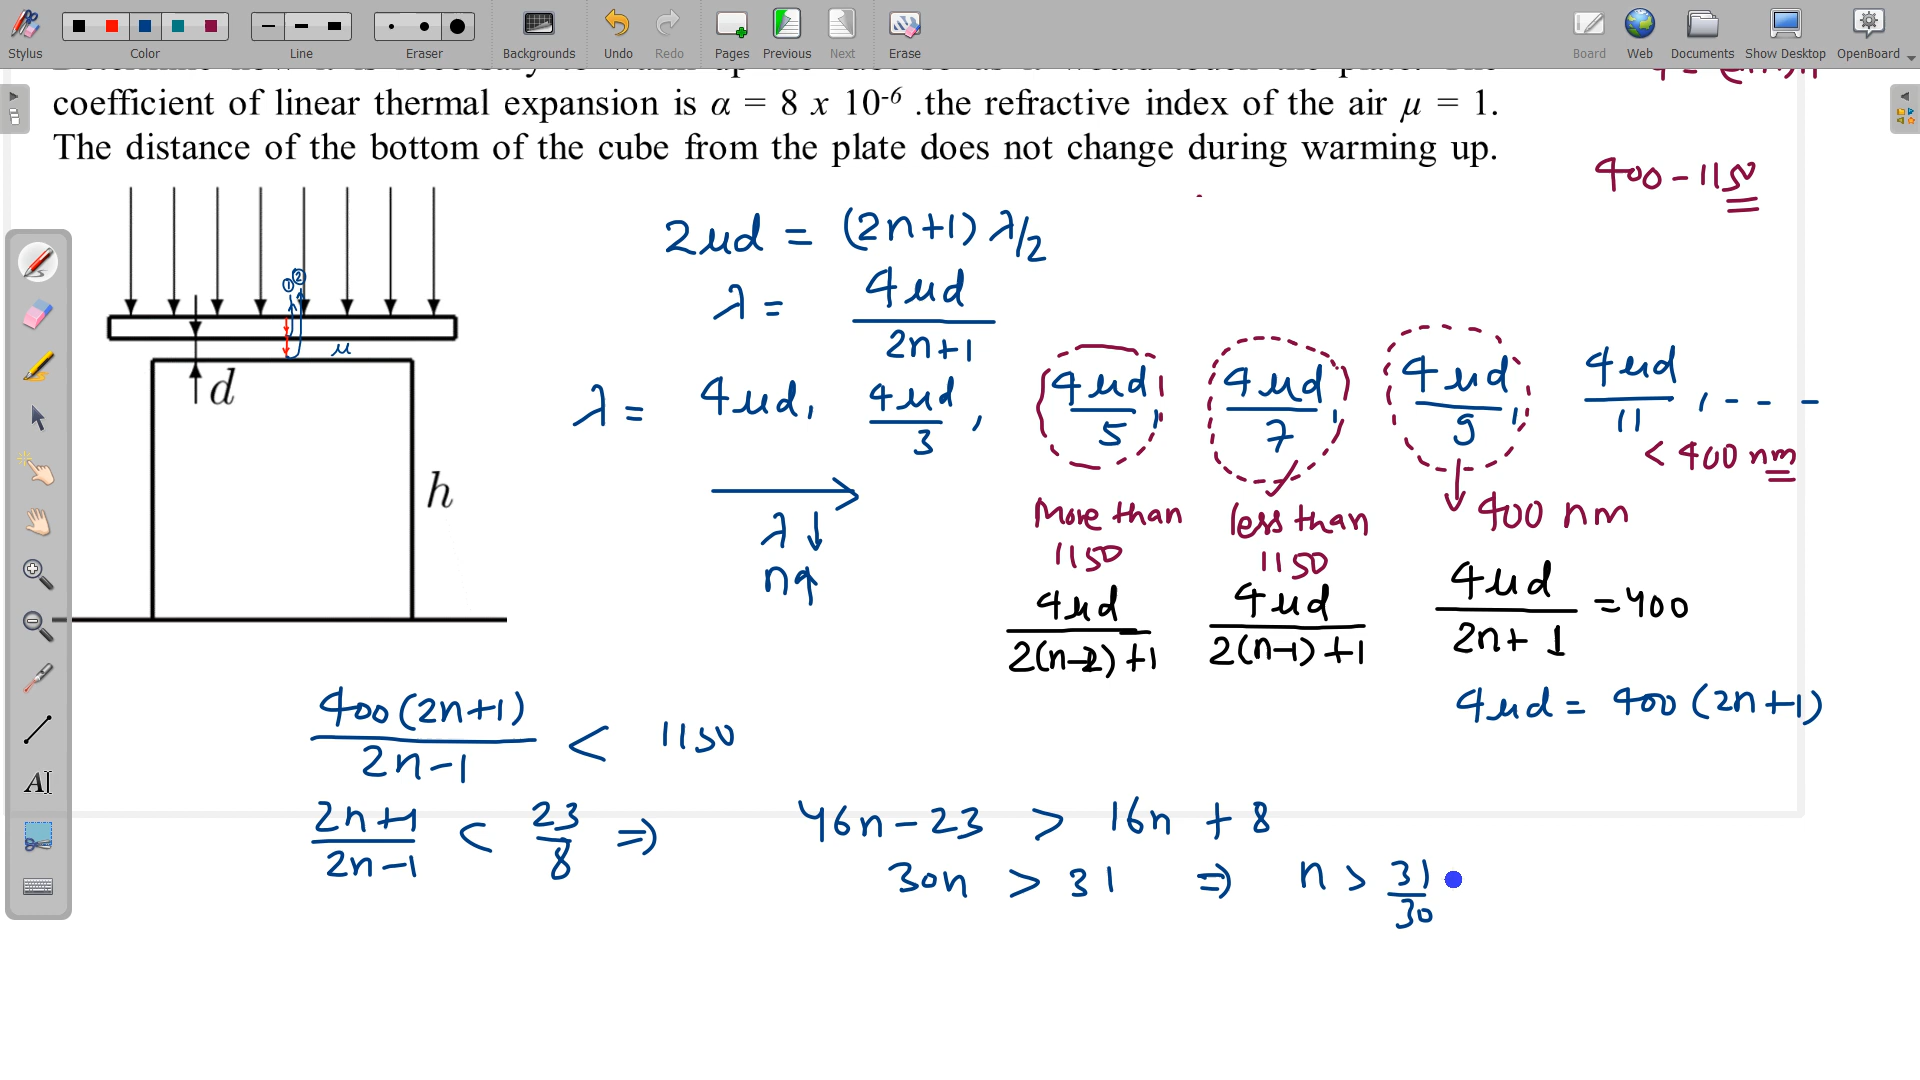 Stylus Color Line Eraser Backgrounds Undo Redo Pages Previous Next Erase Board Web Documents Show Desktop OpenBoard
coefficient of linear thermal expansion is α = 8 x 10⁻⁶ .the refractive index of the air μ = 1.
The distance of the bottom of the cube from the plate does not change during warming up.
400 - 1150
2μd = (2n+1) λ/2
λ = 4μd / 2n+1
① ②
μ
d
h
λ = 4μd, 4μd/3, 4μd/5, 4μd/7, 4μd/9, 4μd/11, - - -
< 400 nm
λ↓
n↑
More than 1150
less than 1150
400 nm
4μd / 2(n-2)+1
4μd / 2(n-1)+1
4μd / 2n+1 = 400
4μd = 400 (2n+1)
400(2n+1) / 2n-1 < 1150
2n+1 / 2n-1 < 23/8 ⇒ 46n - 23 > 16n + 8
30n > 31 ⇒ n > 31/30
AI